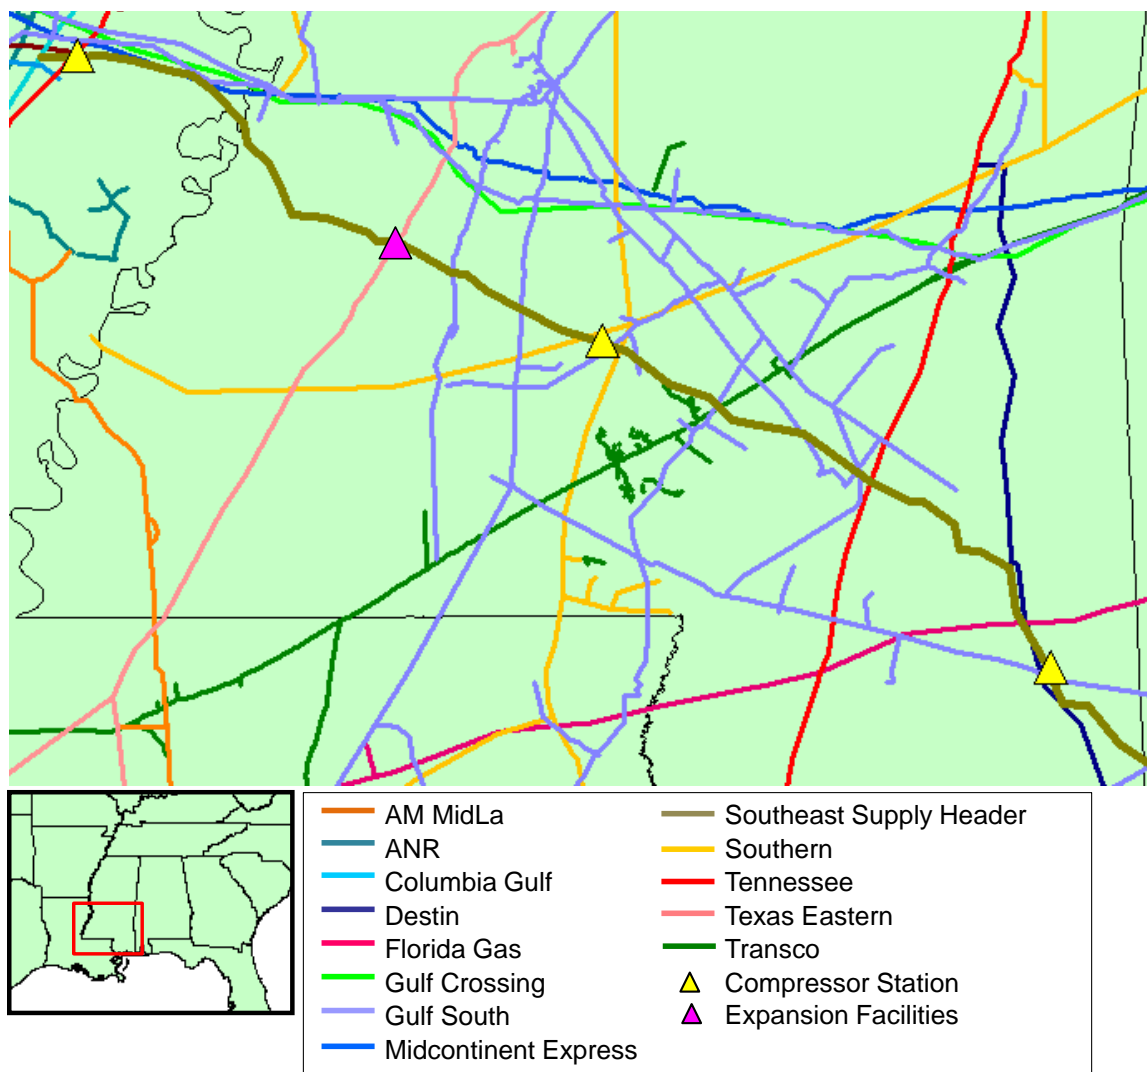 AM MidLa
ANR
Columbia Gulf
Destin
Florida Gas
Gulf Crossing
Gulf South
Midcontinent Express
Southeast Supply Header
Southern
Tennessee
Texas Eastern
Transco
Compressor Station
Expansion Facilities